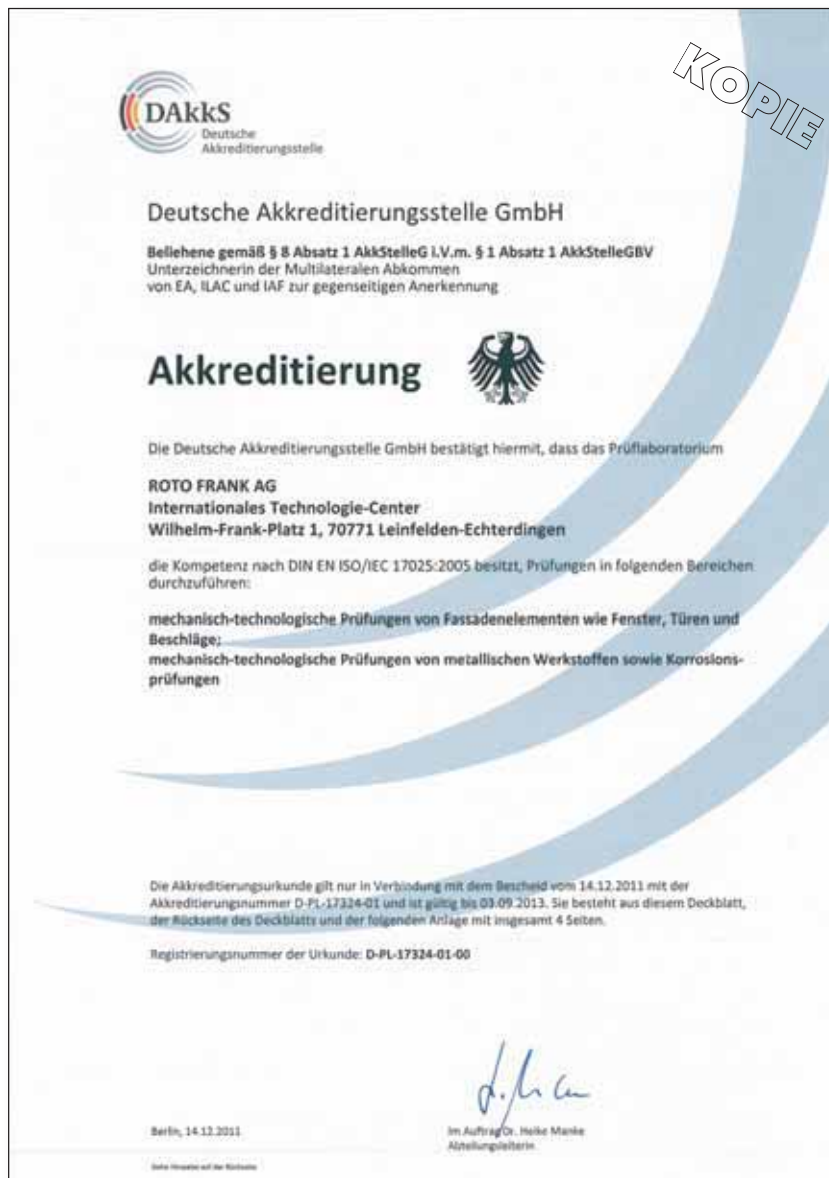 KOPIE
DAkkS
Deutsche
Akkreditierungsstelle
Deutsche Akkreditierungsstelle GmbH
Beliehene gemäß § 8 Absatz 1 AkkStelleG i.V.m. § 1 Absatz 1 AkkStelleGBV
Unterzeichnerin der Multilateralen Abkommen
von EA, ILAC und IAF zur gegenseitigen Anerkennung
Akkreditierung
Die Deutsche Akkreditierungsstelle GmbH bestätigt hiermit, dass das Prüflaboratorium
ROTO FRANK AG
Internationales Technologie-Center
Wilhelm-Frank-Platz 1, 70771 Leinfelden-Echterdingen
die Kompetenz nach DIN EN ISO/IEC 17025:2005 besitzt, Prüfungen in folgenden Bereichen
durchzuführen:
mechanisch-technologische Prüfungen von Fassadenelementen wie Fenster, Türen und
Beschläge;
mechanisch-technologische Prüfungen von metallischen Werkstoffen sowie Korrosions-
prüfungen
Die Akkreditierungsurkunde gilt nur in Verbindung mit dem Bescheid vom 14.12.2011 mit der
Akkreditierungsnummer D-PL-17324-01 und ist gültig bis 03.09.2013. Sie besteht aus diesem Deckblatt,
der Rückseite des Deckblatts und der folgenden Anlage mit insgesamt 4 Seiten.
Registrierungsnummer der Urkunde: D-PL-17324-01-00
Berlin, 14.12.2011
Im Auftrag Dr. Heike Manke
Abteilungsleiterin
Siehe Hinweise auf der Rückseite